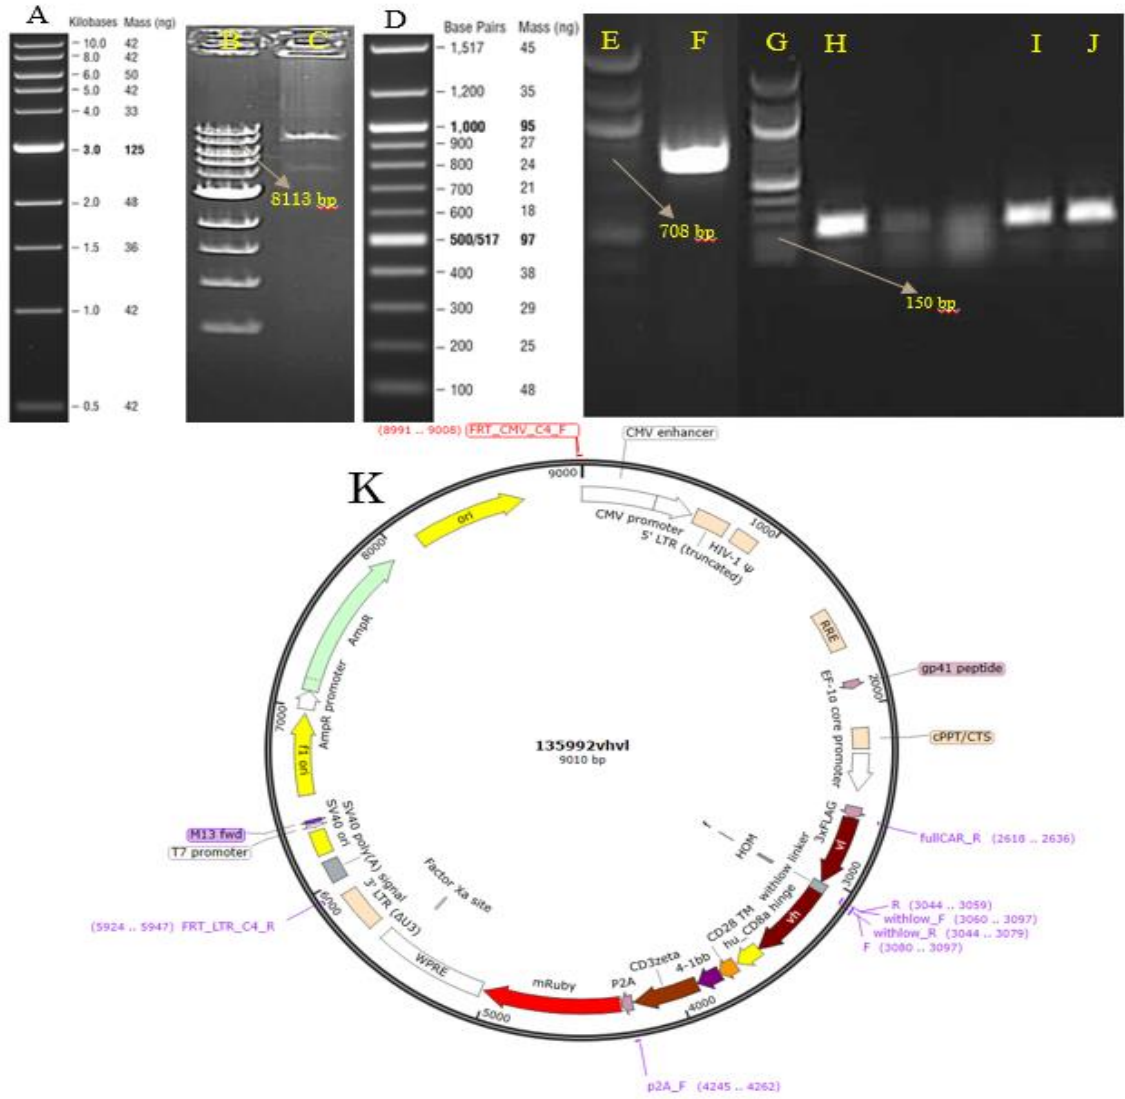 A
Kilobases Mass (ng)
10.0 42
8.0 42
6.0 50
5.0 42
4.0 33
3.0 125
2.0 48
1.5 36
1.0 42
0.5 42
B C
8113 bp
D
Base Pairs Mass (ng)
1,517 45
1,200 35
1,000 95
900 27
800 24
700 21
600 18
500/517 97
400 38
300 29
200 25
100 48
E F G H I J
708 bp
150 bp
K
(8991 .. 9008) FRT_CMV_C4_F
CMV enhancer
9000
CMV promoter
5' LTR (truncated)
HIV-1 Ψ
1000
RRE
gp41 peptide
2000
cPPT/CTS
EF-1α core promoter
3xFLAG
fullCAR_R (2618 .. 2636)
vl
3000
HOM
withlow linker
R (3044 .. 3059)
withlow_F (3060 .. 3097)
withlow_R (3044 .. 3079)
F (3080 .. 3097)
vh
hu_CD8a hinge
CD28 TM
4-1bb
4000
CD3zeta
P2A
p2A_F (4245 .. 4262)
mRuby
5000
WPRE
Factor Xa site
3' LTR (ΔU3)
6000
(5924 .. 5947) FRT_LTR_C4_R
SV40 poly(A) signal
SV40 ori
T7 promoter
M13 fwd
f1 ori
7000
AmpR promoter
AmpR
8000
ori
135992vhvl
9010 bp